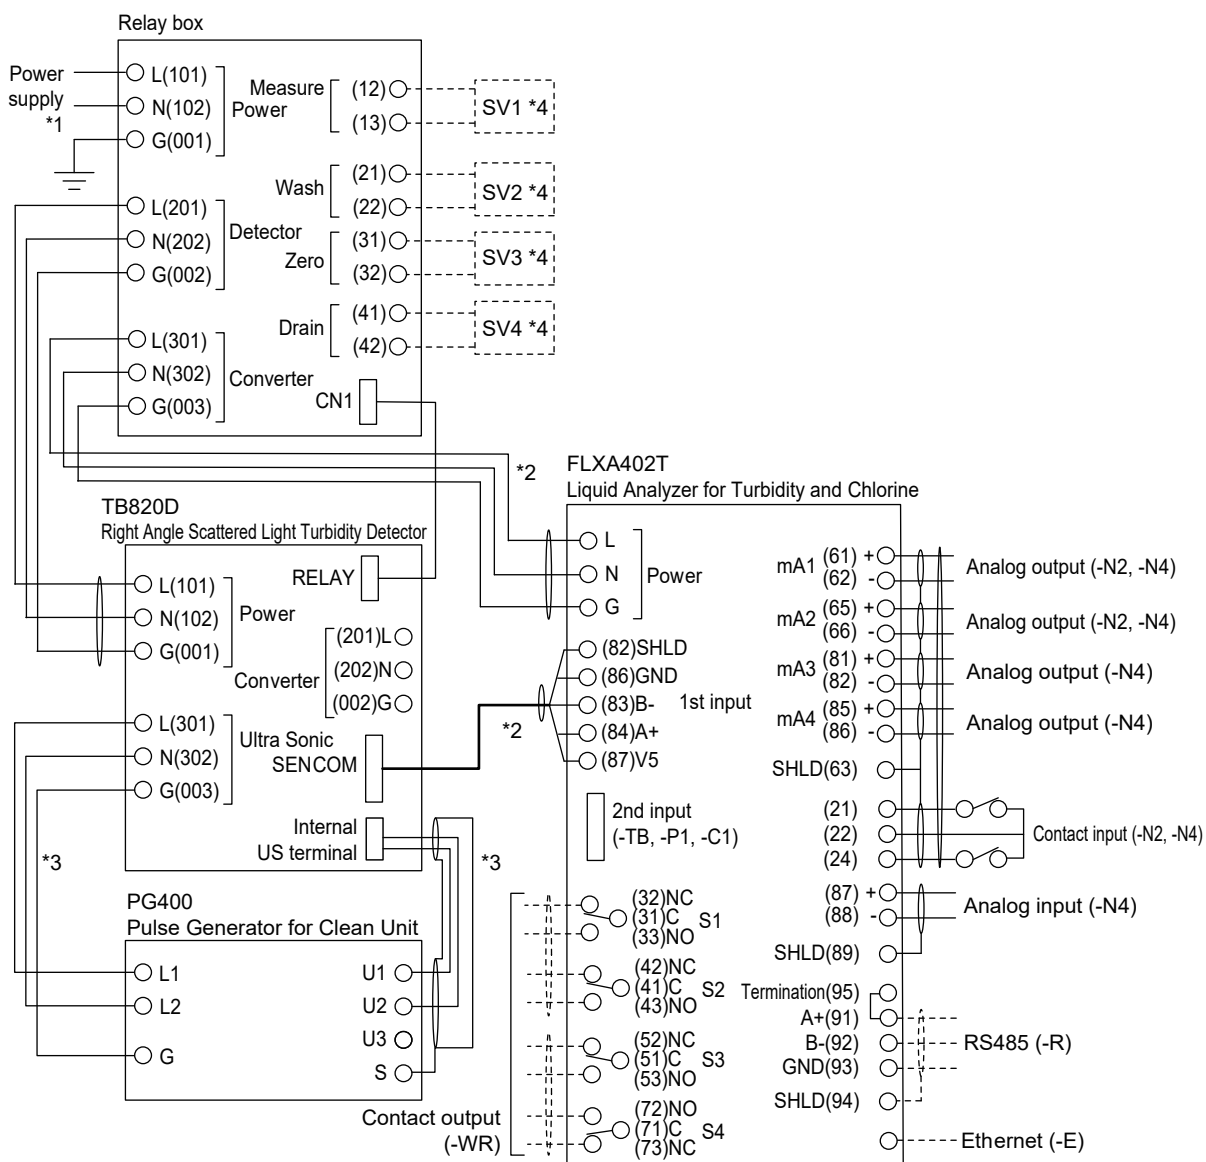 Relay box
Power
supply
*1
L(101)
N(102)
G(001)
Power
Measure
(12)
(13)
SV1 *4
Wash
(21)
(22)
SV2 *4
L(201)
N(202)
G(002)
Detector
Zero
(31)
(32)
SV3 *4
Drain
(41)
(42)
SV4 *4
L(301)
N(302)
G(003)
Converter
CN1
*2
TB820D
Right Angle Scattered Light Turbidity Detector
RELAY
L(101)
N(102)
G(001)
Power
(201)L
(202)N
(002)G
Converter
L(301)
N(302)
G(003)
Ultra Sonic
SENCOM
*2
Internal
US terminal
*3
*3
PG400
Pulse Generator for Clean Unit
L1
L2
G
U1
U2
U3
S
FLXA402T
Liquid Analyzer for Turbidity and Chlorine
L
N
G
Power
(82)SHLD
(86)GND
(83)B-
(84)A+
(87)V5
1st input
2nd input
(-TB, -P1, -C1)
Contact output
(-WR)
(32)NC
(31)C
(33)NO
S1
(42)NC
(41)C
(43)NO
S2
(52)NC
(51)C
(53)NO
S3
(72)NO
(71)C
(73)NC
S4
mA1
(61) +
(62) -
Analog output (-N2, -N4)
mA2
(65) +
(66) -
Analog output (-N2, -N4)
mA3
(81) +
(82) -
Analog output (-N4)
mA4
(85) +
(86) -
Analog output (-N4)
SHLD(63)
(21)
(22)
(24)
Contact input (-N2, -N4)
(87) +
(88) -
Analog input (-N4)
SHLD(89)
Termination(95)
A+(91)
B-(92)
GND(93)
SHLD(94)
RS485 (-R)
Ethernet (-E)